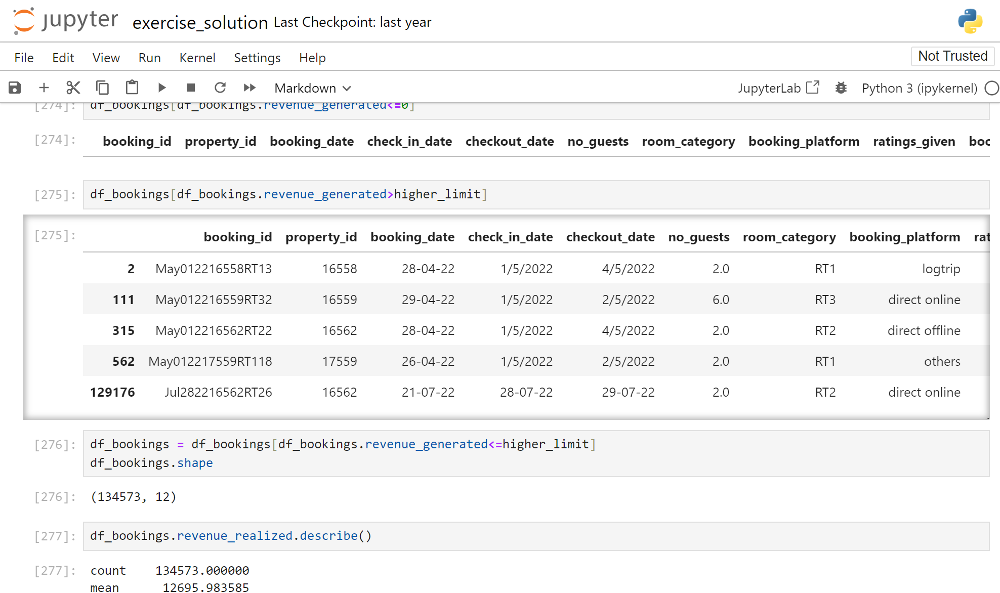 jupyter exercise_solution Last Checkpoint: last year
File Edit View Run Kernel Settings Help Not Trusted
Markdown JupyterLab Python 3 (ipykernel)
[274]: df_bookings[df_bookings.revenue_generated<=0]
[274]: booking_id property_id booking_date check_in_date checkout_date no_guests room_category booking_platform ratings_given boo
[275]: df_bookings[df_bookings.revenue_generated>higher_limit]
[275]: booking_id property_id booking_date check_in_date checkout_date no_guests room_category booking_platform rat
2 May012216558RT13 16558 28-04-22 1/5/2022 4/5/2022 2.0 RT1 logtrip
111 May012216559RT32 16559 29-04-22 1/5/2022 2/5/2022 6.0 RT3 direct online
315 May012216562RT22 16562 28-04-22 1/5/2022 4/5/2022 2.0 RT2 direct offline
562 May012217559RT118 17559 26-04-22 1/5/2022 2/5/2022 2.0 RT1 others
129176 Jul282216562RT26 16562 21-07-22 28-07-22 29-07-22 2.0 RT2 direct online
[276]: df_bookings = df_bookings[df_bookings.revenue_generated<=higher_limit]
df_bookings.shape
[276]: (134573, 12)
[277]: df_bookings.revenue_realized.describe()
[277]: count 134573.000000
mean 12695.983585